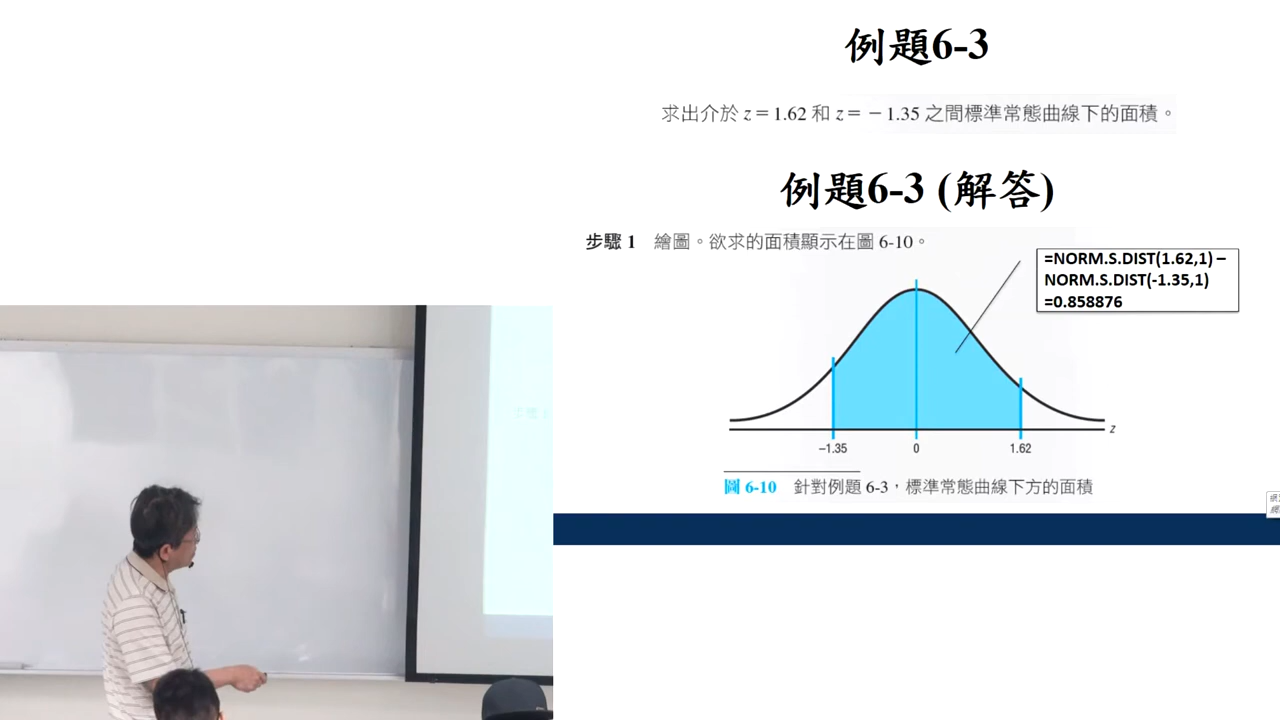 例題6-3
求出介於 z = 1.62 和 z = －1.35 之間標準常態曲線下的面積。
例題6-3 (解答)
步驟 1 繪圖。欲求的面積顯示在圖 6-10。
=NORM.S.DIST(1.62,1) –
NORM.S.DIST(-1.35,1)
=0.858876
z
–1.35 0 1.62
圖 6-10 針對例題 6-3，標準常態曲線下方的面積